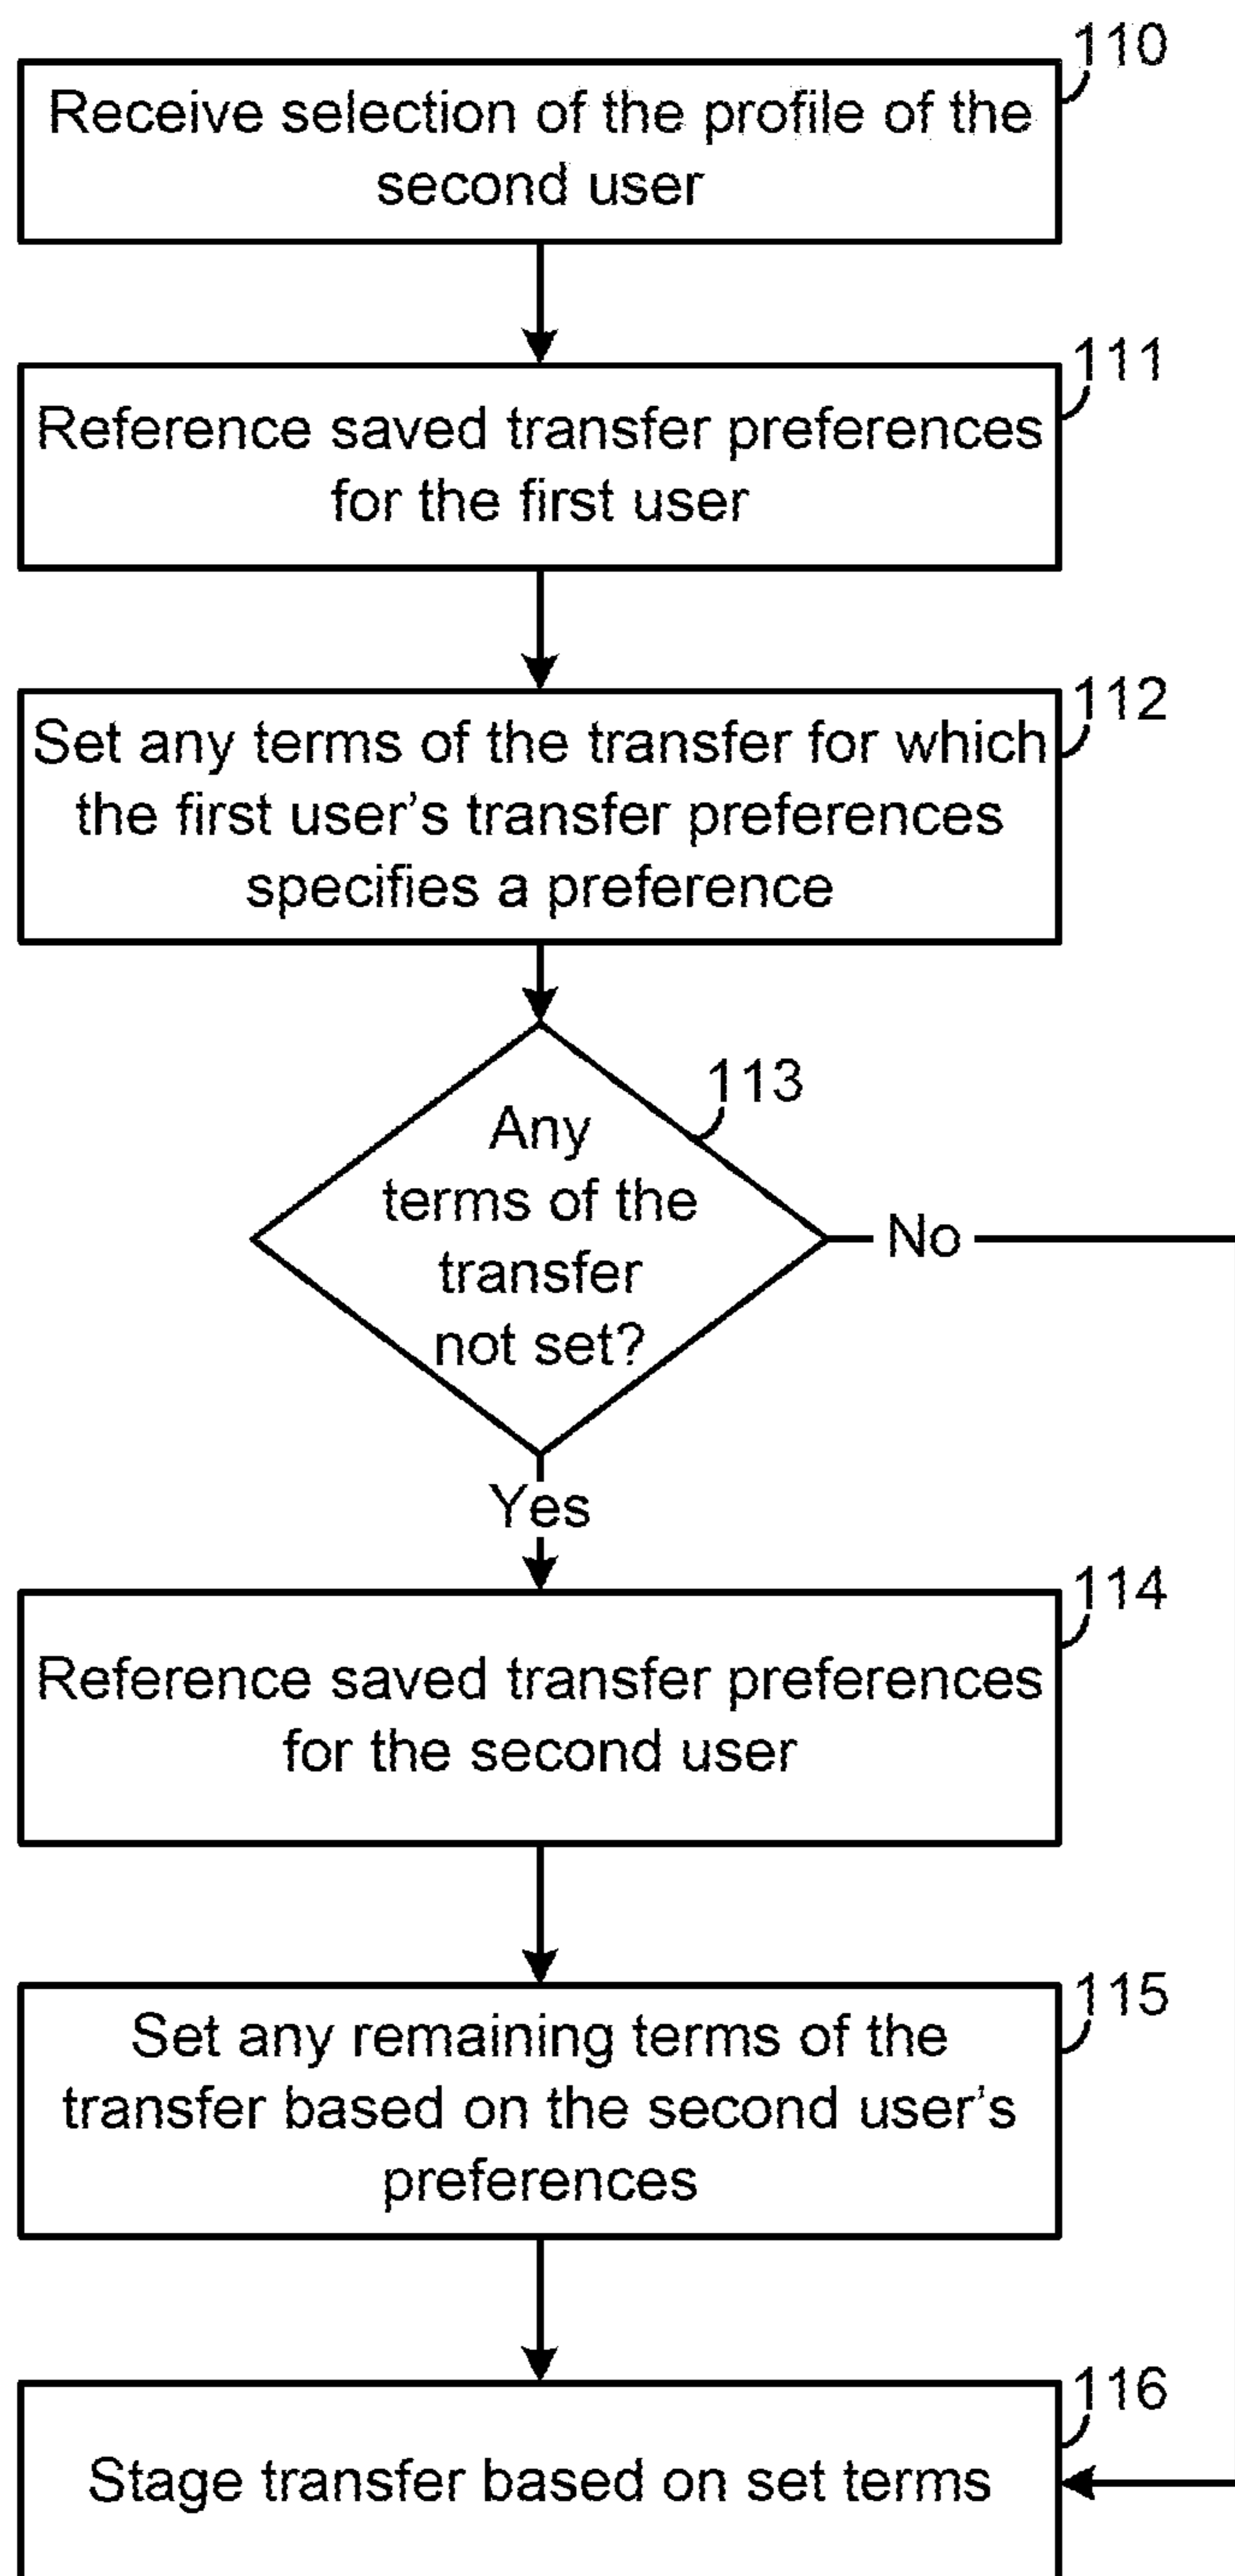 110
Receive selection of the profile of the
second user
111
Reference saved transfer preferences
for the first user
112
Set any terms of the transfer for which
the first user's transfer preferences
specifies a preference
113
Any
terms of the
transfer
not set?
No
Yes
114
Reference saved transfer preferences
for the second user
115
Set any remaining terms of the
transfer based on the second user's
preferences
116
Stage transfer based on set terms